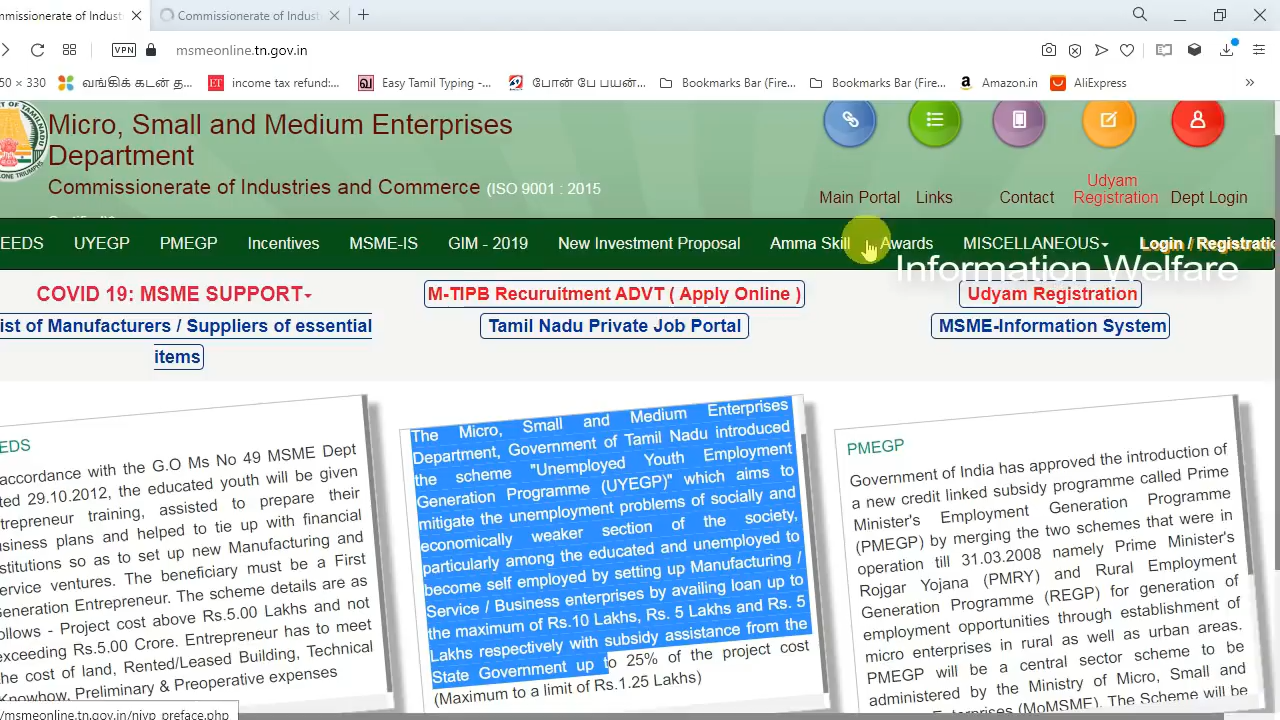 mmissionerate of Indust
Commissionerate of Industries
VPN
msmeonline.tn.gov.in
50 × 330
வங்கிக் கடன் த...
ET
income tax refund:...
Easy Tamil Typing -...
போன் பே பயன்...
Bookmarks Bar (Fire...
Bookmarks Bar (Fire...
Amazon.in
AliExpress
Micro, Small and Medium Enterprises
Department
Commissionerate of Industries and Commerce (ISO 9001 : 2015
Main Portal
Links
Contact
Udyam
Registration
Dept Login
EEDS
UYEGP
PMEGP
Incentives
MSME-IS
GIM - 2019
New Investment Proposal
Amma Skill
Awards
MISCELLANEOUS
Login / Registratio
Information Welfare
COVID 19: MSME SUPPORT
M-TIPB Recuruitment ADVT ( Apply Online )
Udyam Registration
ist of Manufacturers / Suppliers of essential
items
Tamil Nadu Private Job Portal
MSME-Information System
EDS
accordance with the G.O Ms No 49 MSME Dept
ted 29.10.2012, the educated youth will be given
trepreneur training, assisted to prepare their
usiness plans and helped to tie up with financial
stitutions so as to set up new Manufacturing and
ervice ventures. The beneficiary must be a First
Generation Entrepreneur. The scheme details are as
ollows - Project cost above Rs.5.00 Lakhs and not
xceeding Rs.5.00 Crore. Entrepreneur has to meet
he cost of land, Rented/Leased Building, Technical
Knowhow, Preliminary & Preoperative expenses
The Micro, Small and Medium Enterprises
Department, Government of Tamil Nadu introduced
the scheme "Unemployed Youth Employment
Generation Programme (UYEGP)" which aims to
mitigate the unemployment problems of socially and
economically weaker section of the society,
particularly among the educated and unemployed to
become self employed by setting up Manufacturing /
Service / Business enterprises by availing loan up to
the maximum of Rs.10 Lakhs, Rs. 5 Lakhs and Rs. 5
Lakhs respectively with subsidy assistance from the
State Government up to 25% of the project cost
(Maximum to a limit of Rs.1.25 Lakhs)
PMEGP
Government of India has approved the introduction of
a new credit linked subsidy programme called Prime
Minister's Employment Generation Programme
(PMEGP) by merging the two schemes that were in
operation till 31.03.2008 namely Prime Minister's
Rojgar Yojana (PMRY) and Rural Employment
Generation Programme (REGP) for generation of
employment opportunities through establishment of
micro enterprises in rural as well as urban areas.
PMEGP will be a central sector scheme to be
administered by the Ministry of Micro, Small and
Enterprises (MoMSME). The Scheme will be
/msmeonline.tn.gov.in/nivp_preface.php